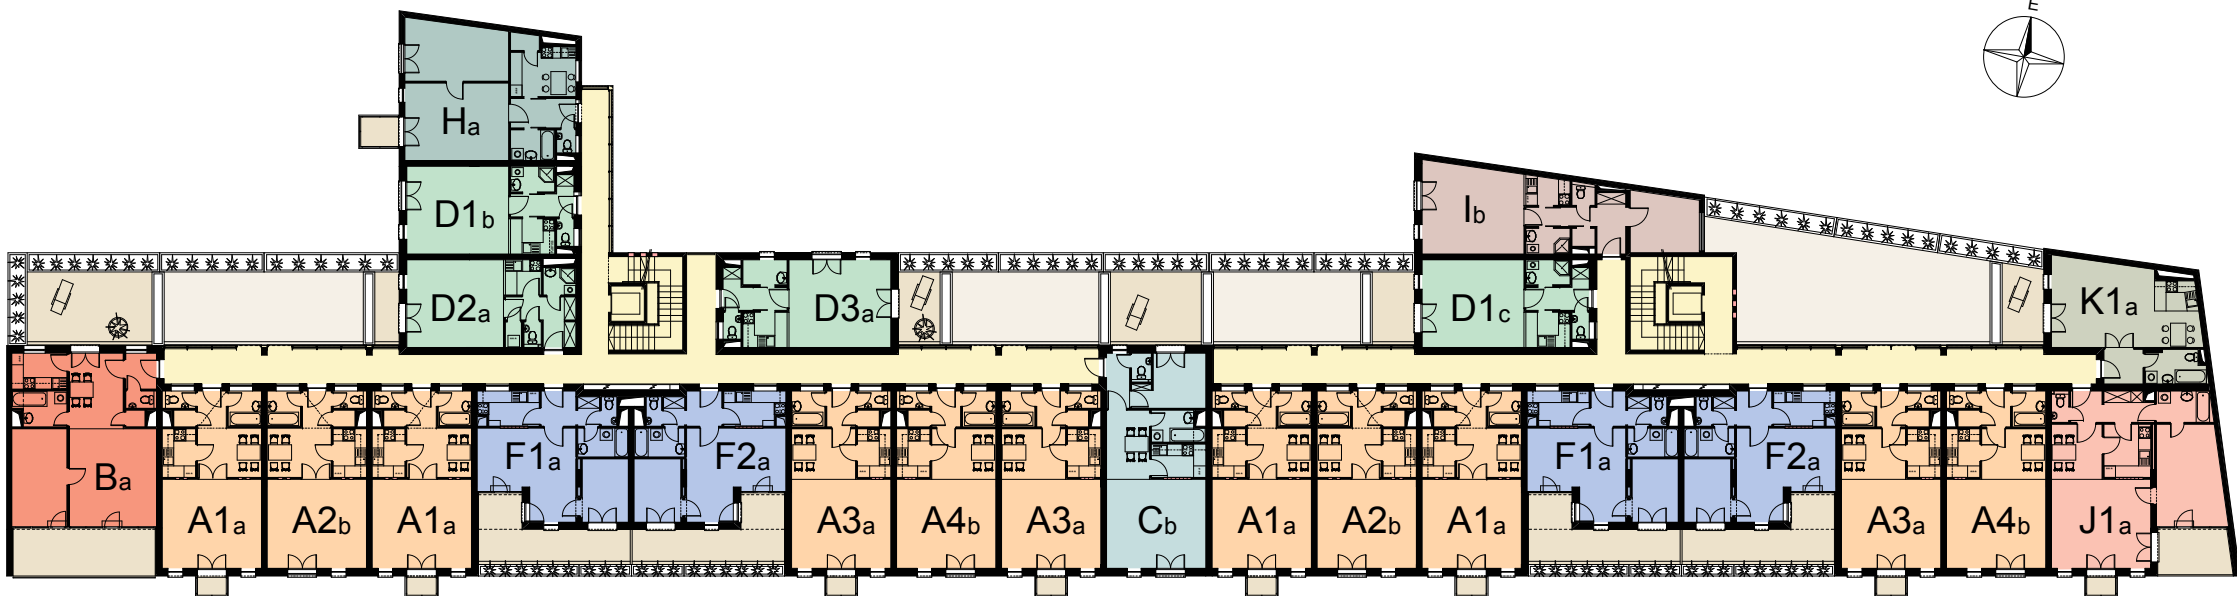 E
Ha
D1b
Ib
D2a
D3a
D1c
K1a
Ba
A1a
A2b
A1a
F1a
F2a
A3a
A4b
A3a
Cb
A1a
A2b
A1a
F1a
F2a
A3a
A4b
J1a